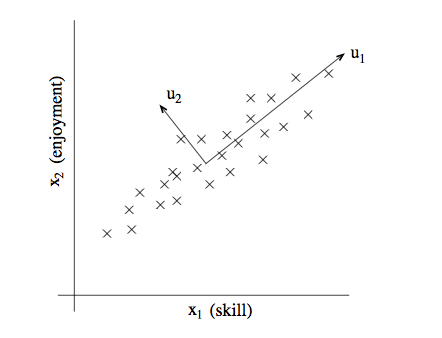 u₁
u₂
x₂ (enjoyment)
x₁ (skill)